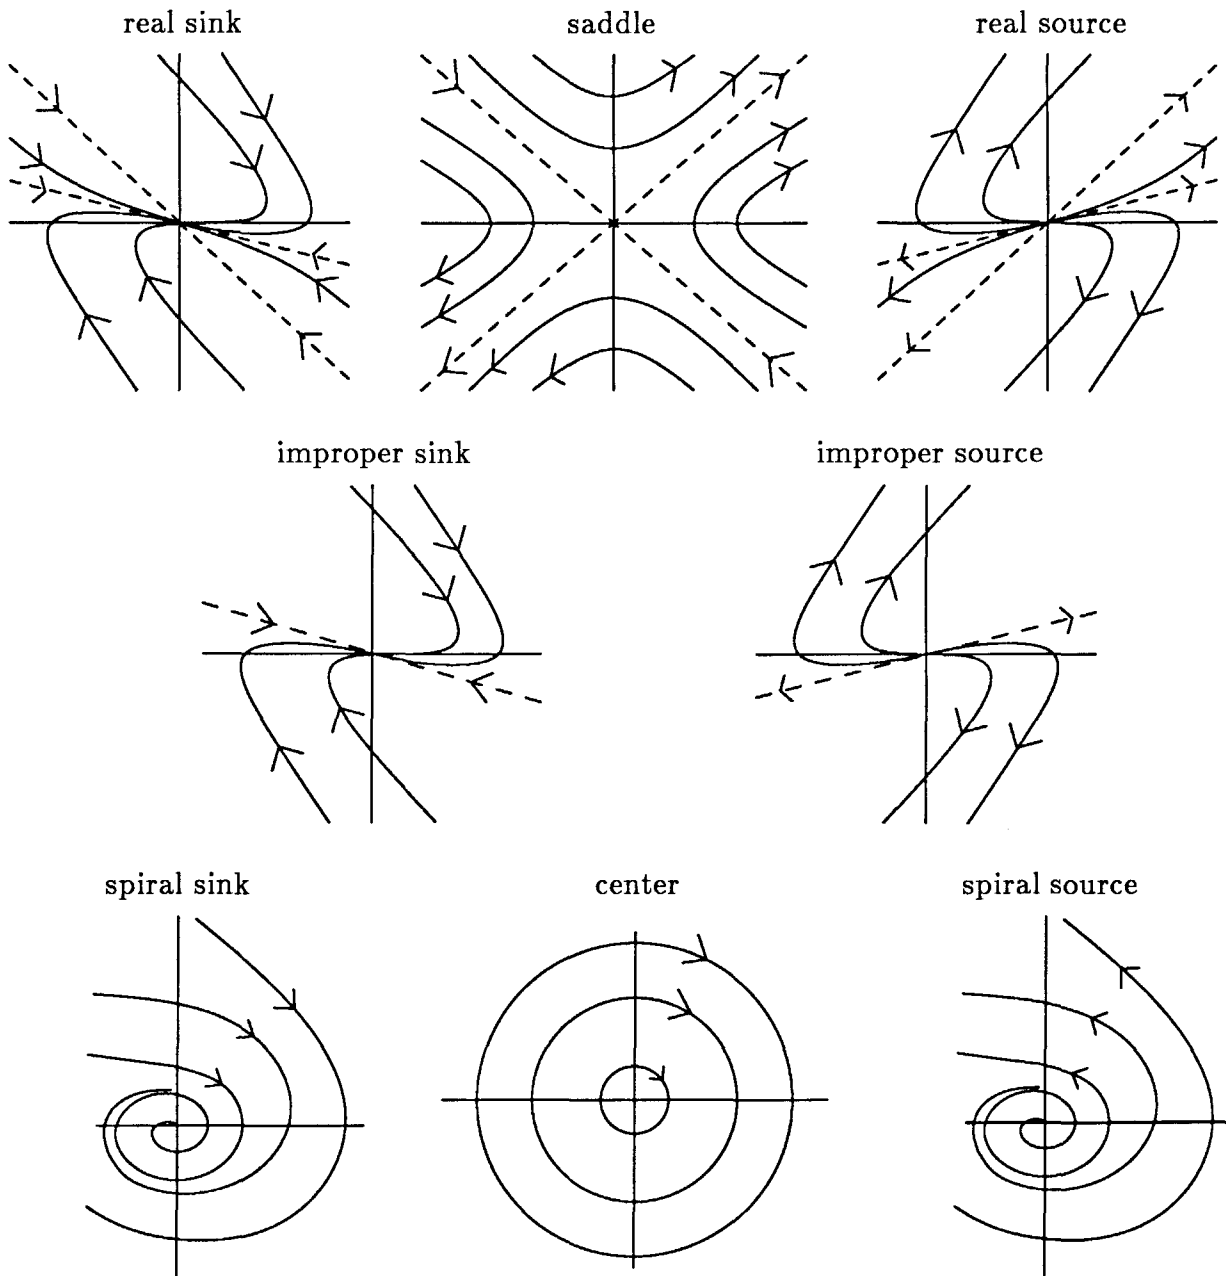 real sink
saddle
real source
improper sink
improper source
spiral sink
center
spiral source